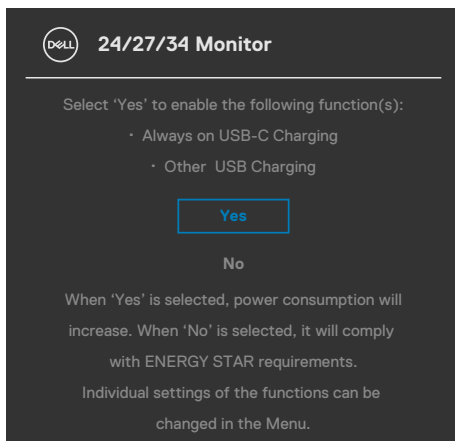 DELL
24/27/34 Monitor
Select ‘Yes’ to enable the following function(s):
· Always on USB-C Charging
· Other USB Charging
Yes
No
When ‘Yes’ is selected, power consumption will
increase. When ‘No’ is selected, it will comply
with ENERGY STAR requirements.
Individual settings of the functions can be
changed in the Menu.